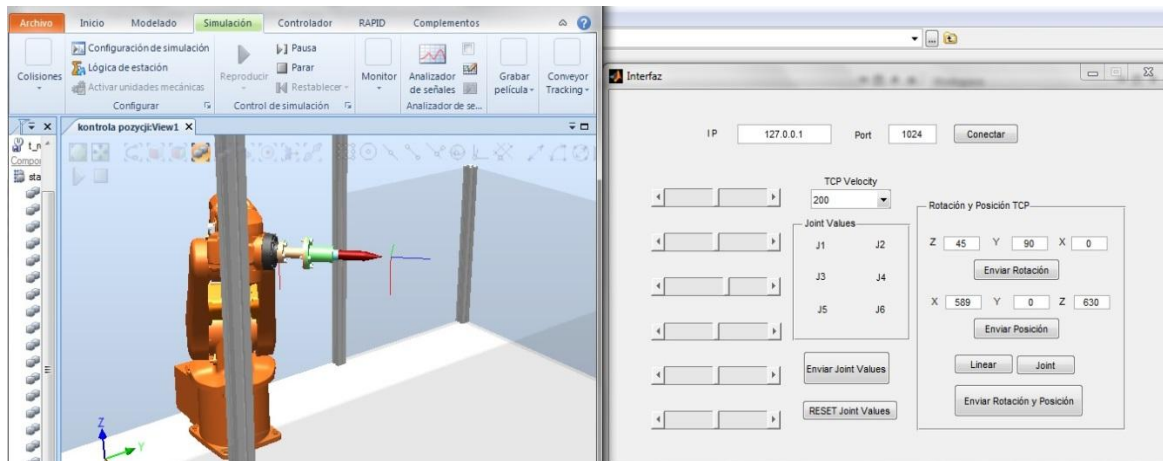 Archivo Inicio Modelado Simulación Controlador RAPID Complementos
Configuración de simulación
Lógica de estación
Activar unidades mecánicas
Configurar
Colisiones
Reproducir
Pausa
Parar
Restablecer
Control de simulación
Monitor
Analizador de señales
Analizador de se...
Grabar película
Conveyor Tracking
kontrola pozycji:View1
Compo
sta
Z
Y
Interfaz
IP 127.0.0.1 Port 1024 Conectar
TCP Velocity
200
Joint Values
J1 J2
J3 J4
J5 J6
Enviar Joint Values
RESET Joint Values
Rotación y Posición TCP
Z 45 Y 90 X 0
Enviar Rotación
X 589 Y 0 Z 630
Enviar Posición
Linear Joint
Enviar Rotación y Posición